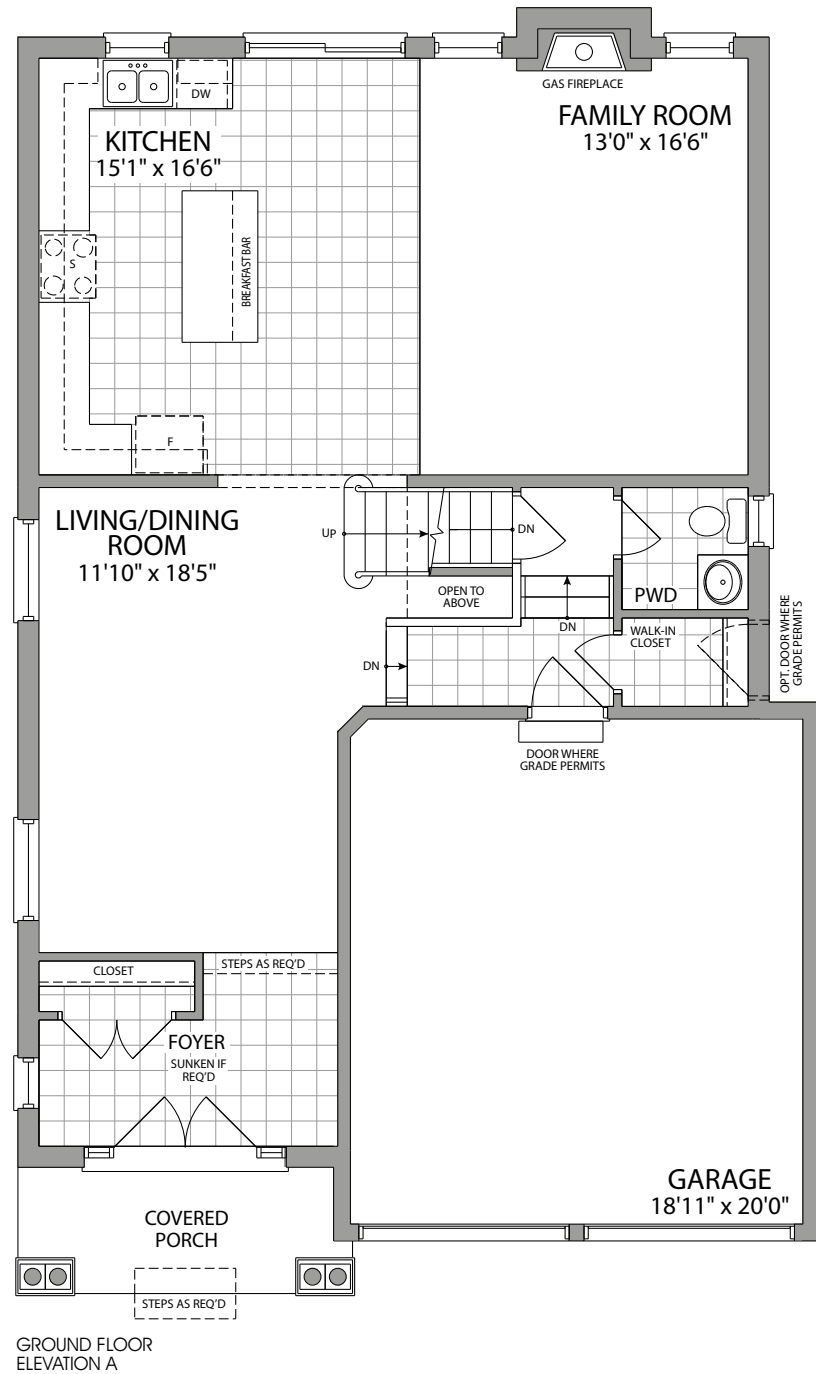 GAS FIREPLACE
DW
FAMILY ROOM
13'0" x 16'6"
KITCHEN
15'1" x 16'6"
S
BREAKFAST BAR
F
LIVING/DINING
ROOM
11'10" x 18'5"
UP
DN
OPEN TO
ABOVE
DN
PWD
WALK-IN
CLOSET
OPT. DOOR WHERE
GRADE PERMITS
DN
DOOR WHERE
GRADE PERMITS
CLOSET
STEPS AS REQ'D
FOYER
SUNKEN IF
REQ'D
GARAGE
18'11" x 20'0"
COVERED
PORCH
STEPS AS REQ'D
GROUND FLOOR
ELEVATION A